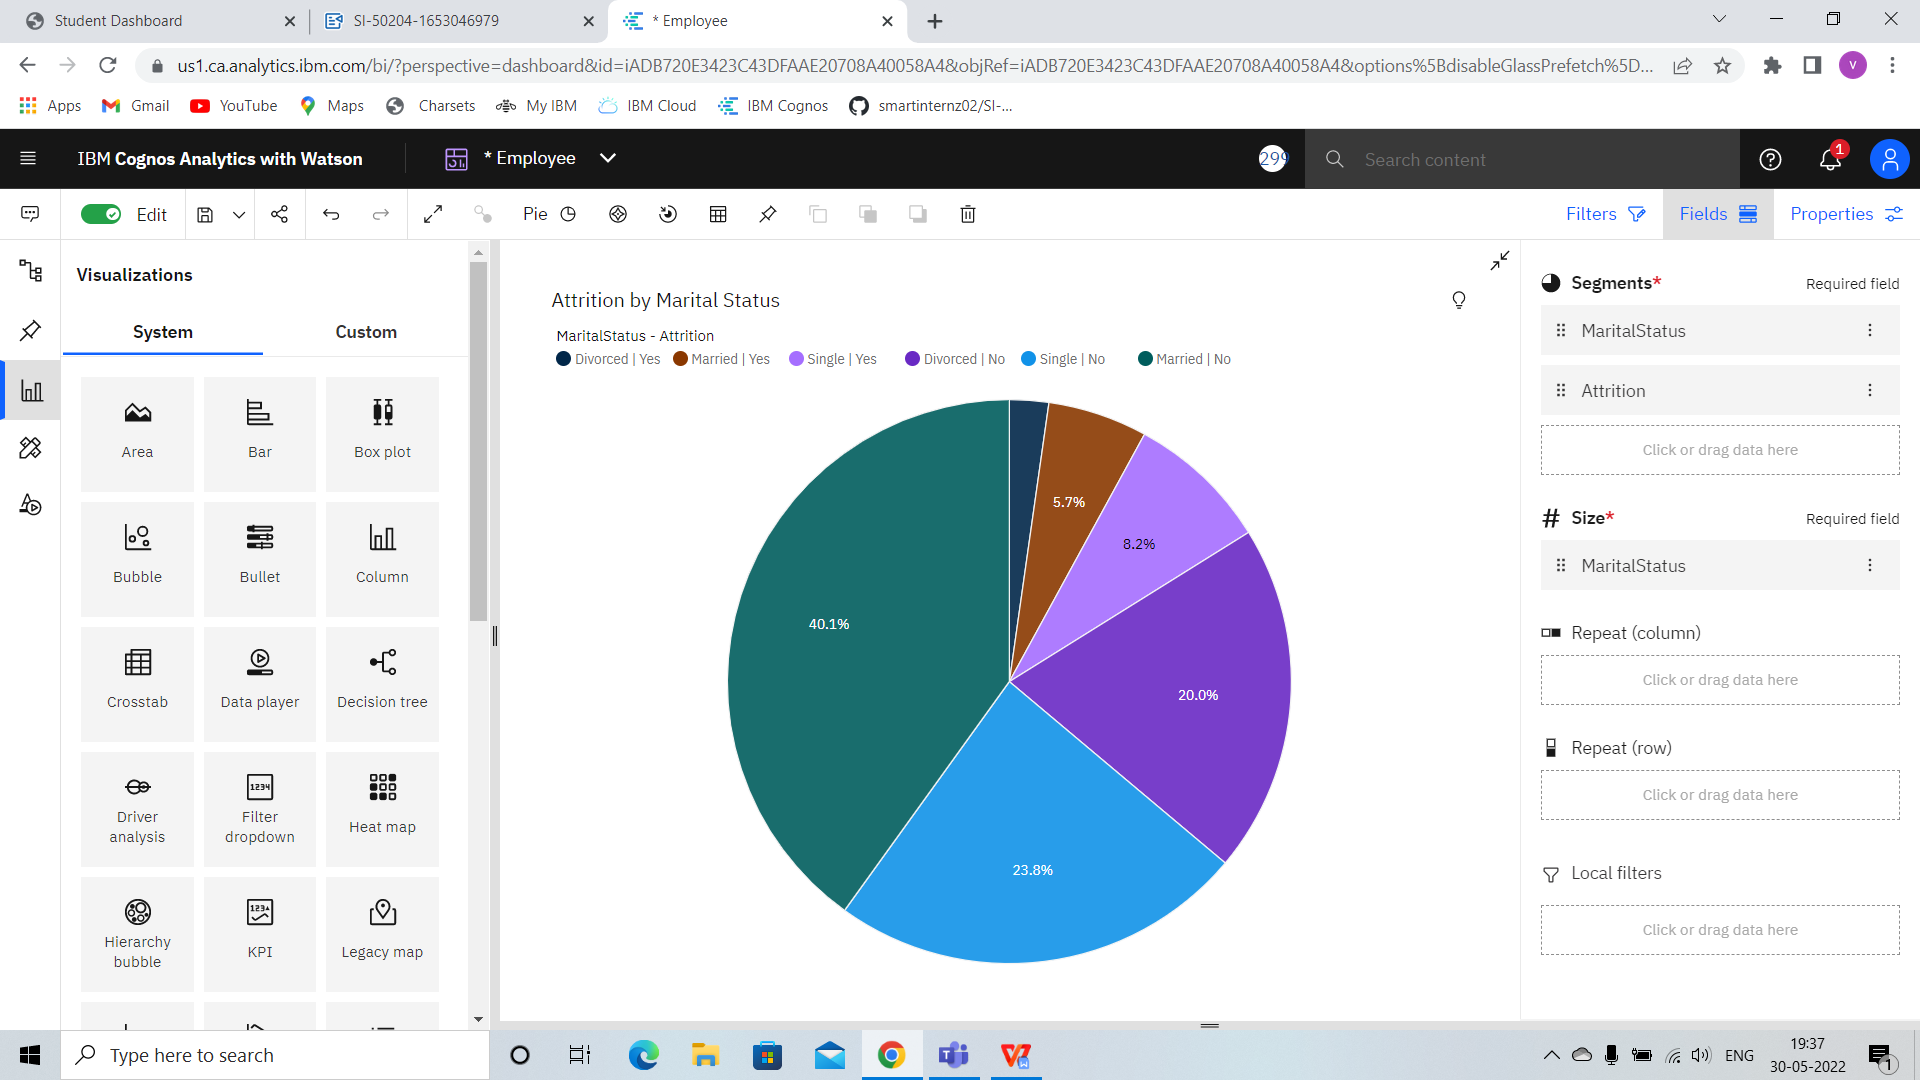 Student Dashboard
SI-50204-1653046979
* Employee
us1.ca.analytics.ibm.com/bi/?perspective=dashboard&id=iADB720E3423C43DFAAE20708A40058A4&objRef=iADB720E3423C43DFAAE20708A40058A4&options%5BdisableGlassPrefetch%5D...
V
Apps
Gmail
YouTube
Maps
Charsets
My IBM
IBM Cloud
IBM Cognos
smartinternz02/SI-...
IBM Cognos Analytics with Watson
* Employee
299
Search content
1
Edit
Pie
Filters
Fields
Properties
Visualizations
System
Custom
Area
Bar
Box plot
Bubble
Bullet
Column
Crosstab
Data player
Decision tree
Driver
analysis
Filter
dropdown
Heat map
Hierarchy
bubble
KPI
Legacy map
Attrition by Marital Status
MaritalStatus - Attrition
Divorced | Yes
Married | Yes
Single | Yes
Divorced | No
Single | No
Married | No
5.7%
8.2%
40.1%
20.0%
23.8%
Segments*
Required field
MaritalStatus
Attrition
Click or drag data here
Size*
Required field
MaritalStatus
Repeat (column)
Click or drag data here
Repeat (row)
Click or drag data here
Local filters
Click or drag data here
Type here to search
ENG
19:37
30-05-2022
1